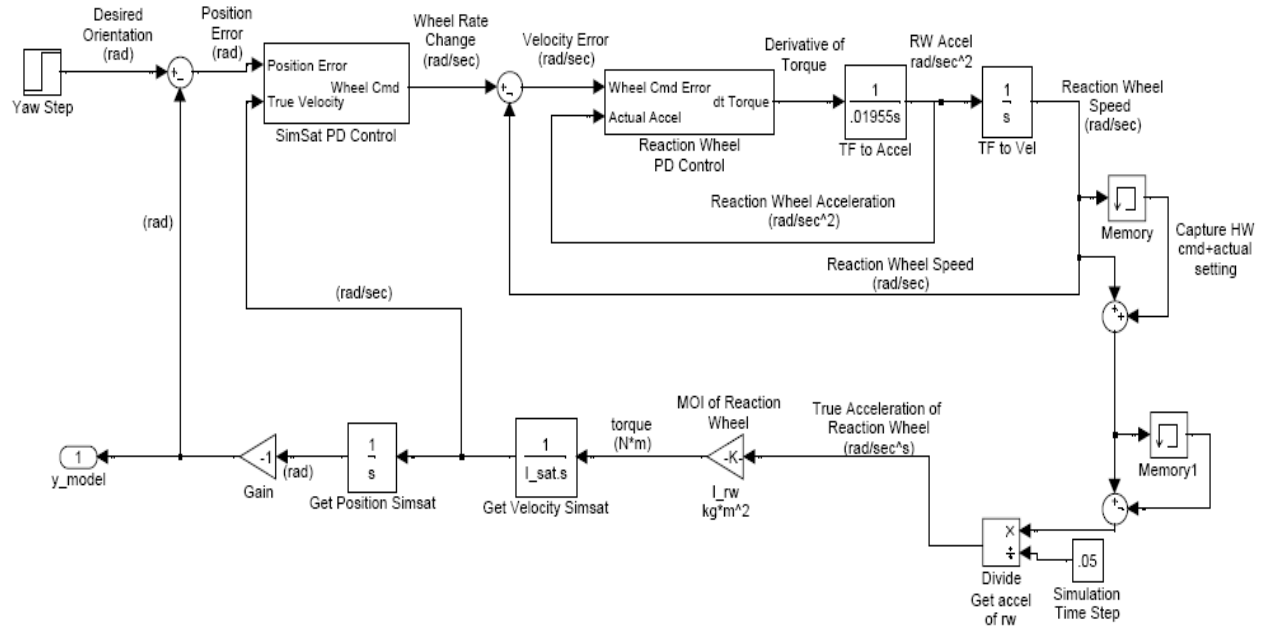 Desired
Orientation
(rad)
Position
Error
(rad)
Wheel Rate
Change
(rad/sec)
Velocity Error
(rad/sec)
Derivative of
Torque
RW Accel
rad/sec^2
Reaction Wheel
Speed
(rad/sec)
Yaw Step
+
-
Position Error
True Velocity
Wheel Cmd
SimSat PD Control
+
-
Wheel Cmd Error
Actual Accel
dt Torque
Reaction Wheel
PD Control
1
.01955s
TF to Accel
1
s
TF to Vel
Reaction Wheel Acceleration
(rad/sec^2)
Memory
Capture HW
cmd+actual
setting
(rad)
(rad/sec)
Reaction Wheel Speed
(rad/sec)
+
+
MOI of Reaction
Wheel
torque
(N*m)
True Acceleration of
Reaction Wheel
(rad/sec^s)
Memory1
1
y_model
-1
Gain
(rad)
1
s
Get Position Simsat
1
I_sat.s
Get Velocity Simsat
-K-
I_rw
kg*m^2
+
-
×
÷
Divide
Get accel
of rw
.05
Simulation
Time Step